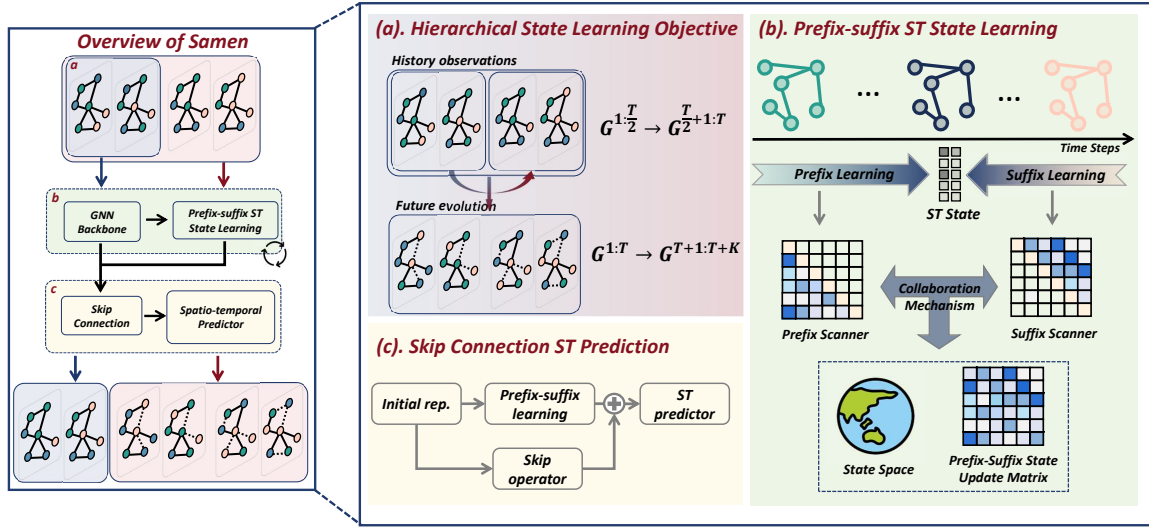 Overview of Samen
a
b
GNN
Backbone
Prefix-suffix ST
State Learning
c
Skip
Connection
Spatio-temporal
Predictor
(a). Hierarchical State Learning Objective
History observations
G^{1:T/2} → G^{T/2+1:T}
Future evolution
G^{1:T} → G^{T+1:T+K}
(c). Skip Connection ST Prediction
Initial rep.
Prefix-suffix
learning
ST
predictor
Skip
operator
(b). Prefix-suffix ST State Learning
... ...
Time Steps
Prefix Learning
Suffix Learning
ST State
Collaboration
Mechanism
Prefix Scanner
Suffix Scanner
State Space
Prefix-Suffix State
Update Matrix